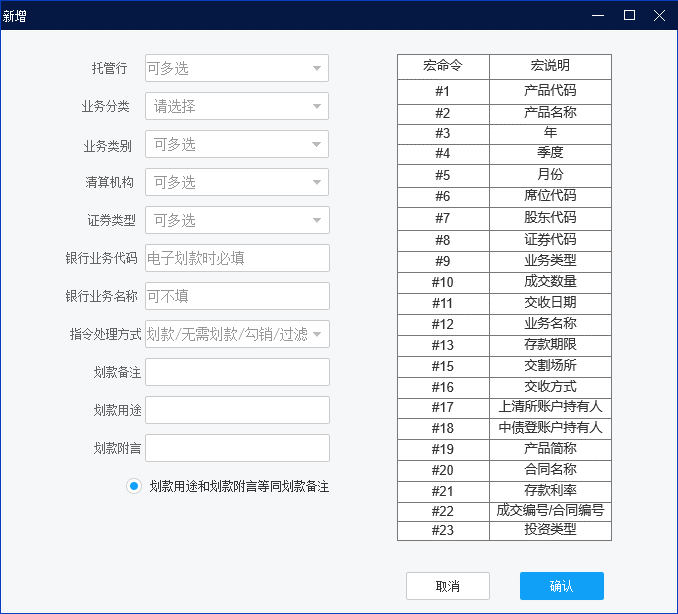 新增
托管行 可多选
业务分类 请选择
业务类别 可多选
清算机构 可多选
证券类型 可多选
银行业务代码 电子划款时必填
银行业务名称 可不填
指令处理方式 划款/无需划款/勾销/过滤
划款备注
划款用途
划款附言
划款用途和划款附言等同划款备注
宏命令 宏说明
#1 产品代码
#2 产品名称
#3 年
#4 季度
#5 月份
#6 席位代码
#7 股东代码
#8 证券代码
#9 业务类型
#10 成交数量
#11 交收日期
#12 业务名称
#13 存款期限
#15 交割场所
#16 交收方式
#17 上清所账户持有人
#18 中债登账户持有人
#19 产品简称
#20 合同名称
#21 存款利率
#22 成交编号/合同编号
#23 投资类型
取消 确认